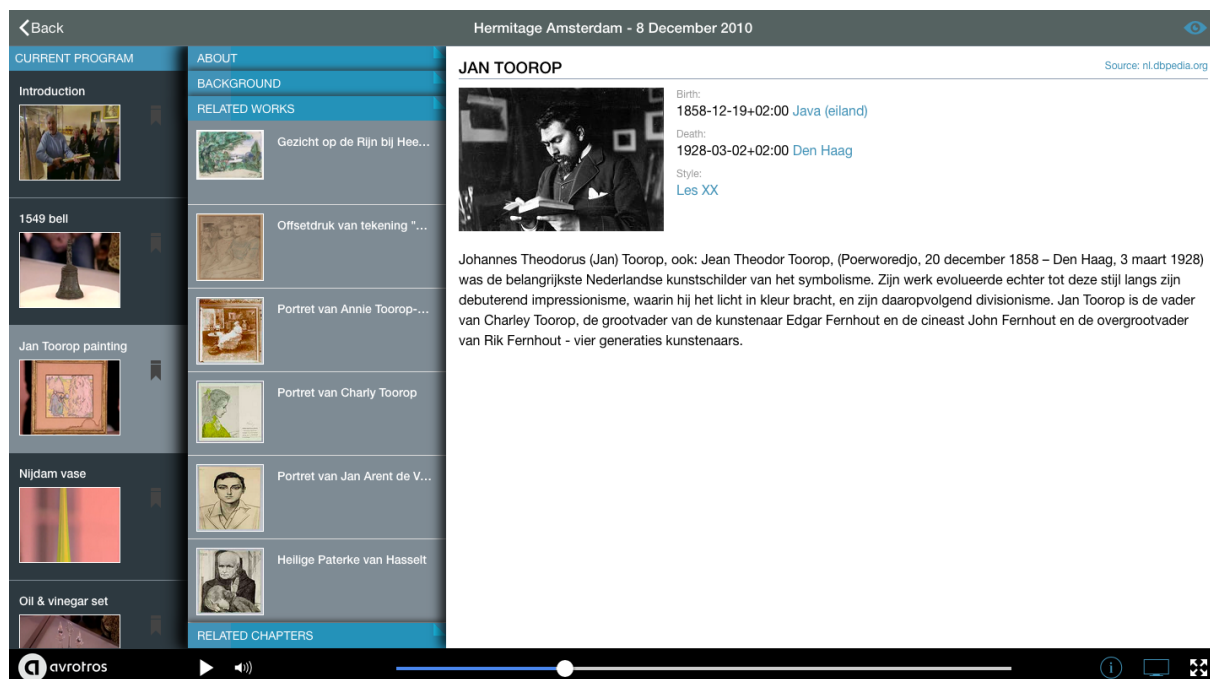 Back
Hermitage Amsterdam - 8 December 2010
CURRENT PROGRAM
Introduction
1549 bell
Jan Toorop painting
Nijdam vase
Oil & vinegar set
ABOUT
BACKGROUND
RELATED WORKS
Gezicht op de Rijn bij Hee...
Offsetdruk van tekening "...
Portret van Annie Toorop-...
Portret van Charly Toorop
Portret van Jan Arent de V...
Heilige Paterke van Hasselt
RELATED CHAPTERS
JAN TOOROP
Source: nl.dbpedia.org
Birth:
1858-12-19+02:00 Java (eiland)
Death:
1928-03-02+02:00 Den Haag
Style:
Les XX
Johannes Theodorus (Jan) Toorop, ook: Jean Theodor Toorop, (Poerworedjo, 20 december 1858 – Den Haag, 3 maart 1928)
was de belangrijkste Nederlandse kunstschilder van het symbolisme. Zijn werk evolueerde echter tot deze stijl langs zijn
debuterend impressionisme, waarin hij het licht in kleur bracht, en zijn daaropvolgend divisionisme. Jan Toorop is de vader
van Charley Toorop, de grootvader van de kunstenaar Edgar Fernhout en de cineast John Fernhout en de overgrootvader
van Rik Fernhout - vier generaties kunstenaars.
avrotros